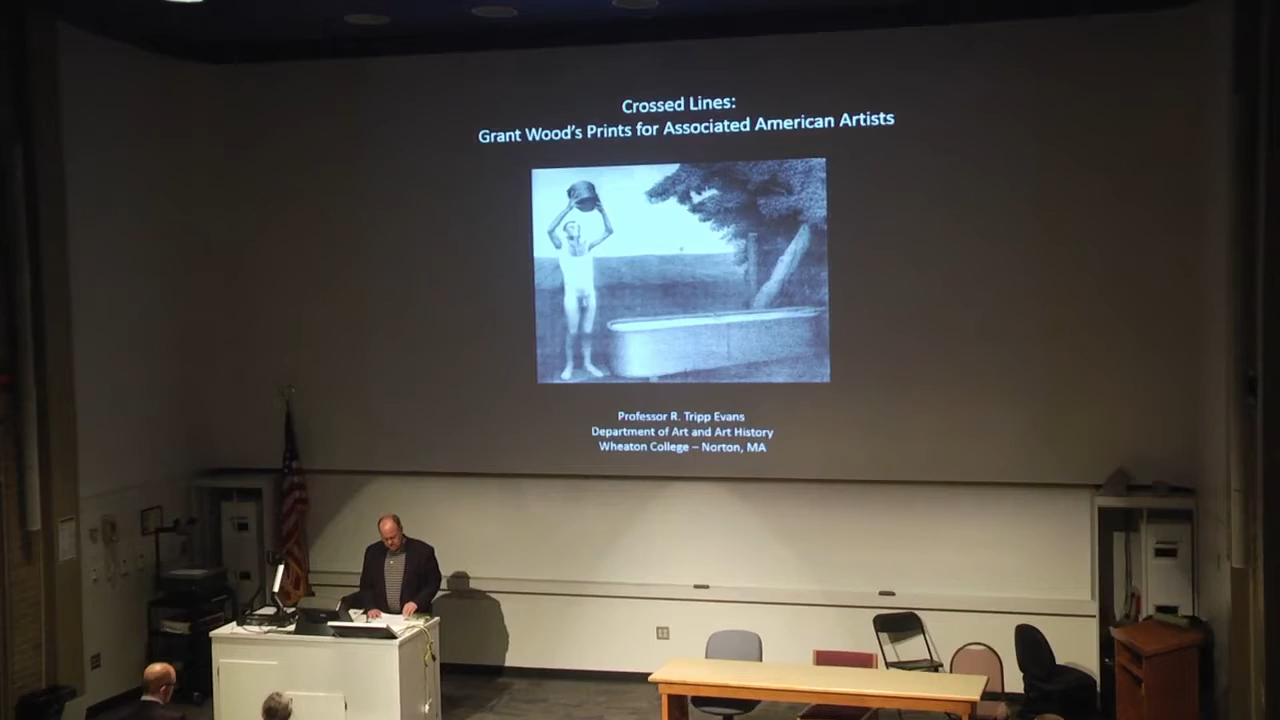 Crossed Lines:
Grant Wood's Prints for Associated American Artists
Professor R. Tripp Evans
Department of Art and Art History
Wheaton College – Norton, MA